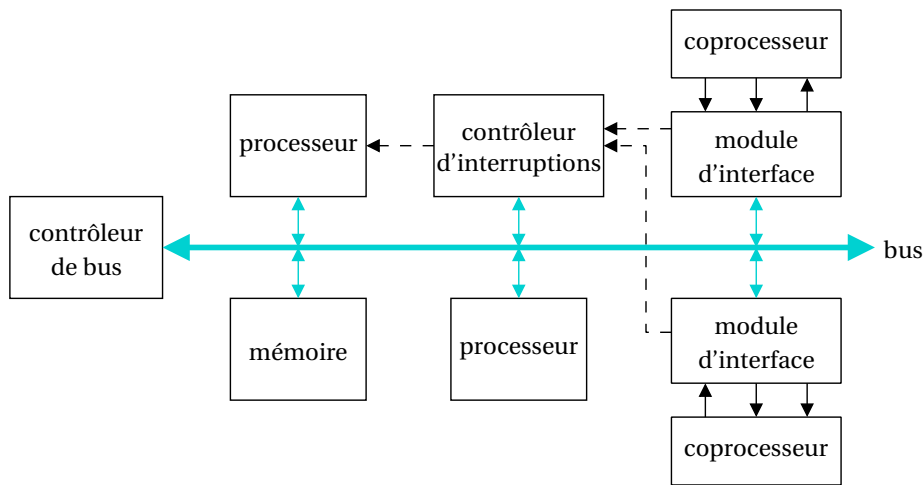 coprocesseur
processeur
contrôleur
d'interruptions
module
d'interface
contrôleur
de bus
bus
mémoire
processeur
module
d'interface
coprocesseur